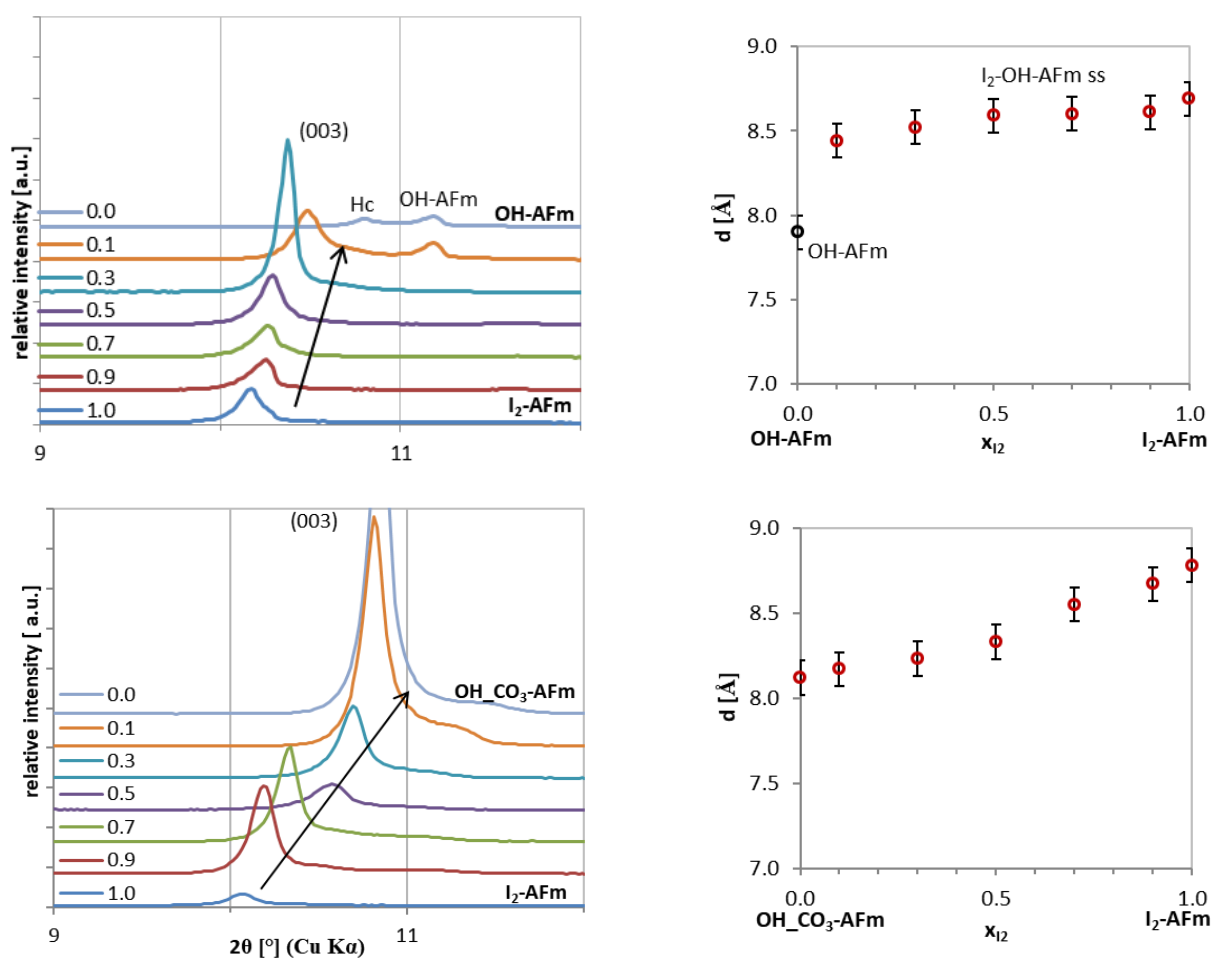 relative intensity [ a.u.]
(003)
Hc
OH-AFm
OH-AFm
0.0
0.1
0.3
0.5
0.7
0.9
1.0
I2-AFm
9
11
d [Å]
9.0
8.5
8.0
7.5
7.0
I2-OH-AFm ss
OH-AFm
0.0
0.5
1.0
OH-AFm
xI2
I2-AFm
relative intensity [ a.u.]
(003)
0.0
0.1
0.3
0.5
0.7
0.9
1.0
OH_CO3-AFm
I2-AFm
9
11
2θ [°] (Cu Kα)
d [Å]
9.0
8.5
8.0
7.5
7.0
0.0
0.5
1.0
OH_CO3-AFm
xI2
I2-AFm